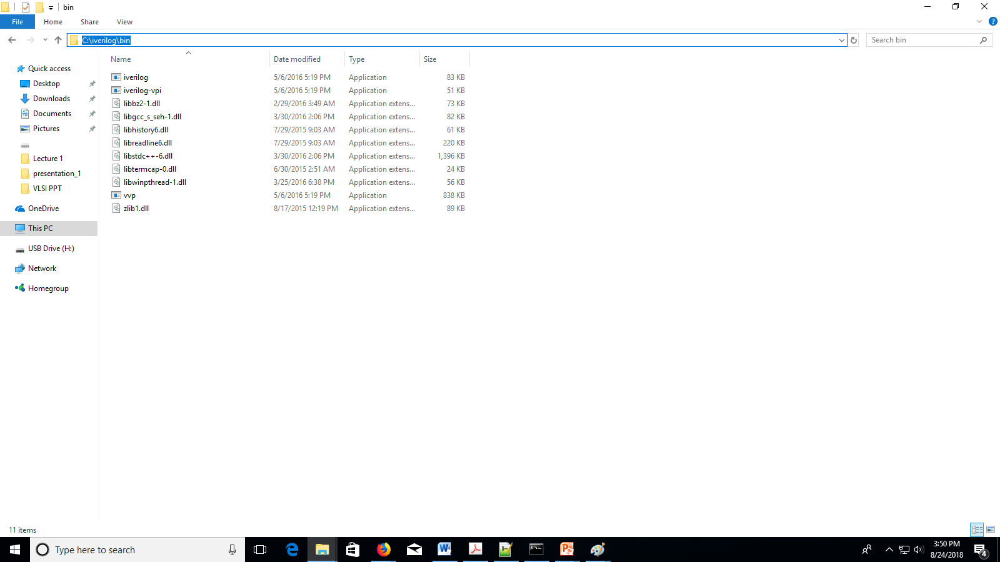 bin
File Home Share View
C:\iverilog\bin Search bin
Name Date modified Type Size
Quick access
Desktop
Downloads
Documents
Pictures
Lecture 1
presentation_1
VLSI PPT
OneDrive
This PC
USB Drive (H:)
Network
Homegroup
iverilog 5/6/2016 5:19 PM Application 83 KB
iverilog-vpi 5/6/2016 5:19 PM Application 51 KB
libbz2-1.dll 2/29/2016 3:49 AM Application extens... 73 KB
libgcc_s_seh-1.dll 3/30/2016 2:06 PM Application extens... 82 KB
libhistory6.dll 7/29/2015 9:03 AM Application extens... 61 KB
libreadline6.dll 7/29/2015 9:03 AM Application extens... 220 KB
libstdc++-6.dll 3/30/2016 2:06 PM Application extens... 1,396 KB
libtermcap-0.dll 6/30/2015 2:51 AM Application extens... 24 KB
libwinpthread-1.dll 3/25/2016 6:38 PM Application extens... 56 KB
vvp 5/6/2016 5:19 PM Application 838 KB
zlib1.dll 8/17/2015 12:19 PM Application extens... 89 KB
11 items
Type here to search
3:50 PM
8/24/2018
4